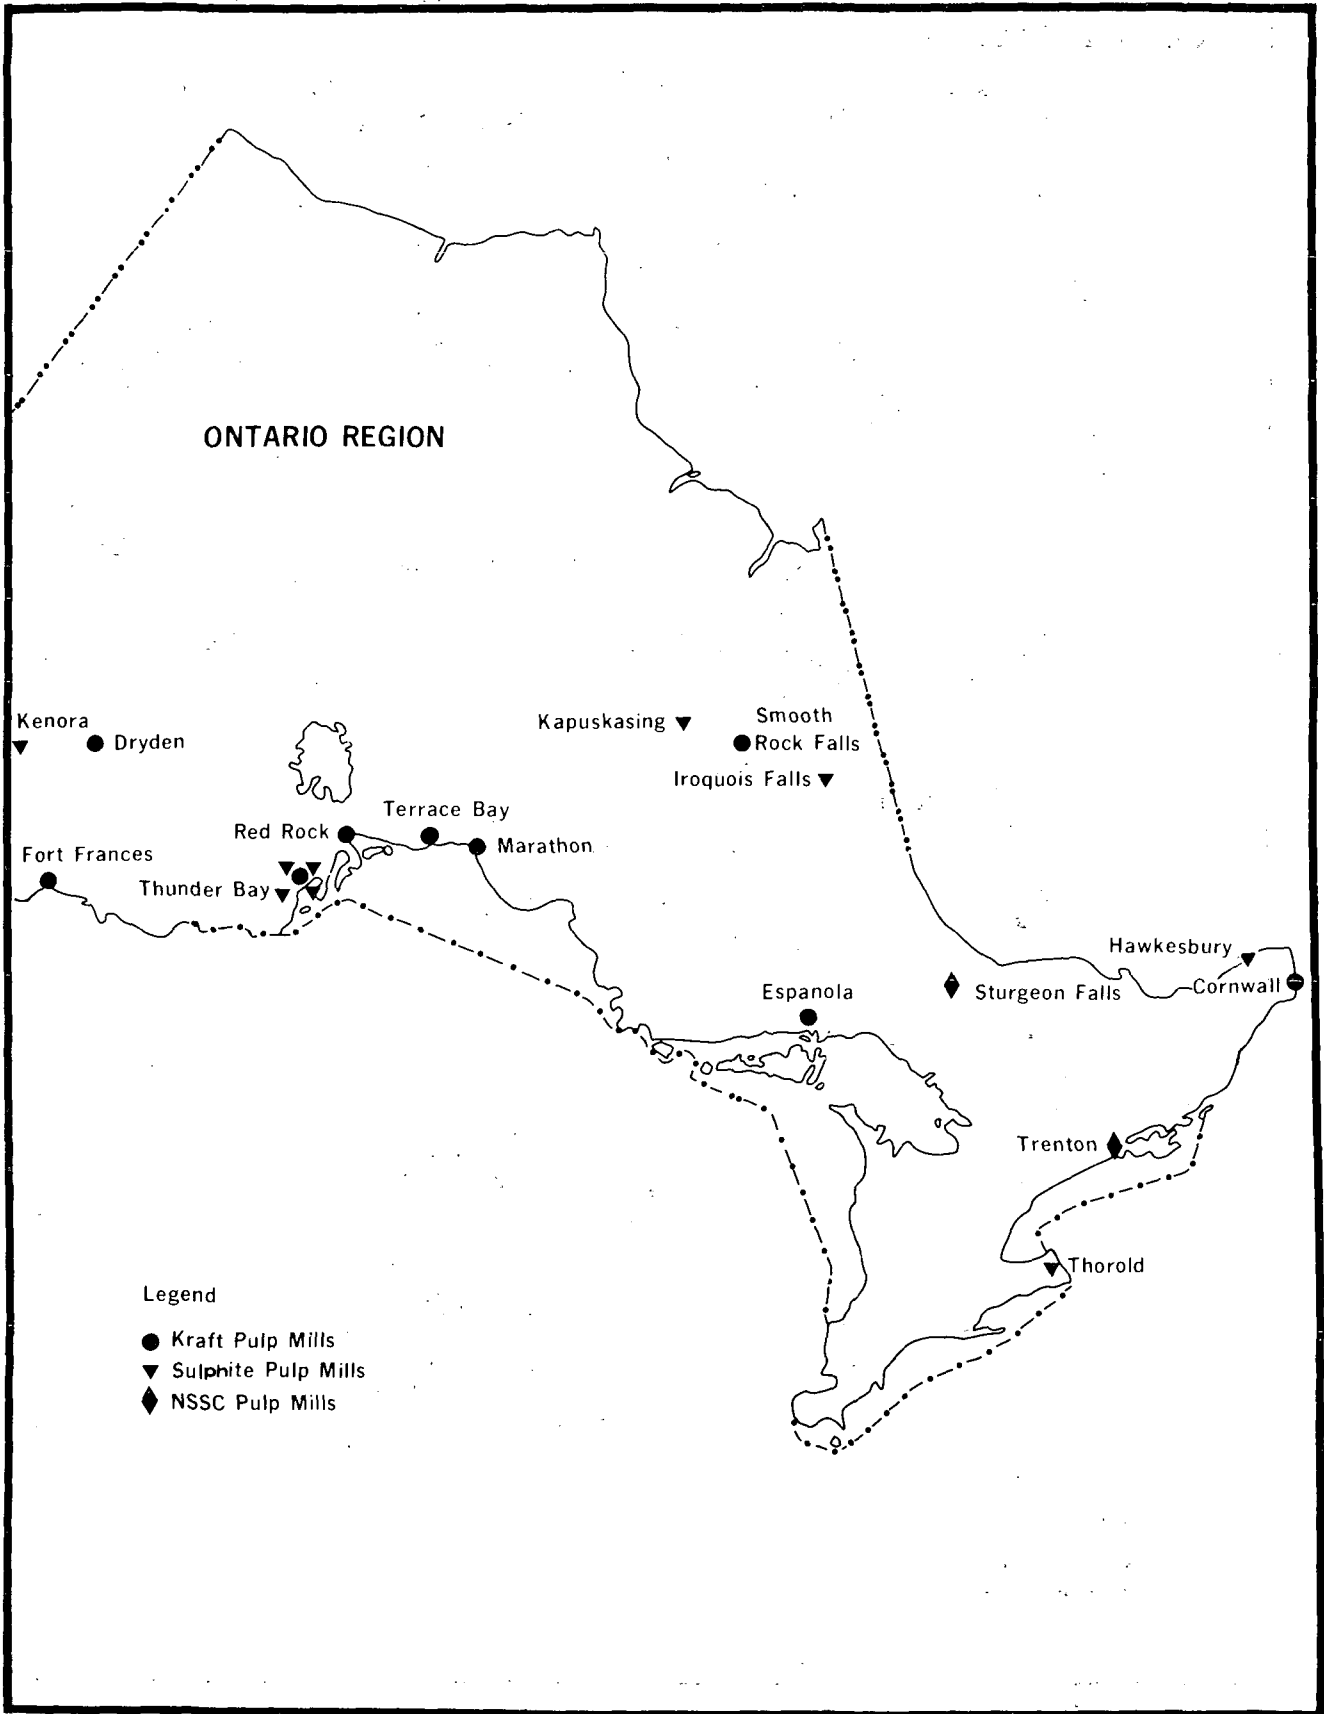 ONTARIO REGION
Kenora
Dryden
Kapuskasing
Smooth
Rock Falls
Iroquois Falls
Terrace Bay
Red Rock
Marathon
Fort Frances
Thunder Bay
Hawkesbury
Espanola
Sturgeon Falls
Cornwall
Trenton
Thorold
Legend
Kraft Pulp Mills
Sulphite Pulp Mills
NSSC Pulp Mills